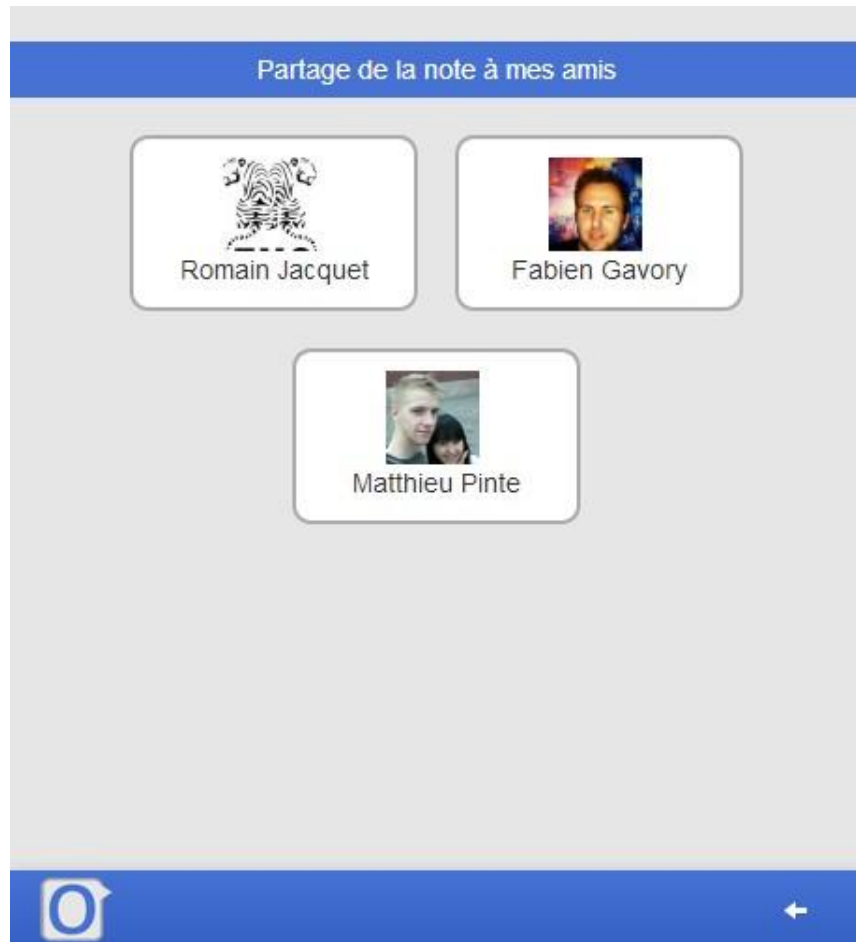 Partage de la note à mes amis
Romain Jacquet
Fabien Gavory
Matthieu Pinte
O